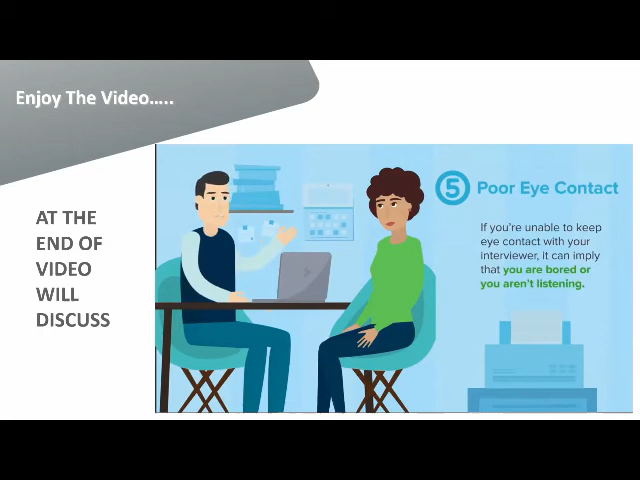 Enjoy The Video.....
AT THE
END OF
VIDEO
WILL
DISCUSS
5 Poor Eye Contact
If you're unable to keep
eye contact with your
interviewer, it can imply
that you are bored or
you aren't listening.